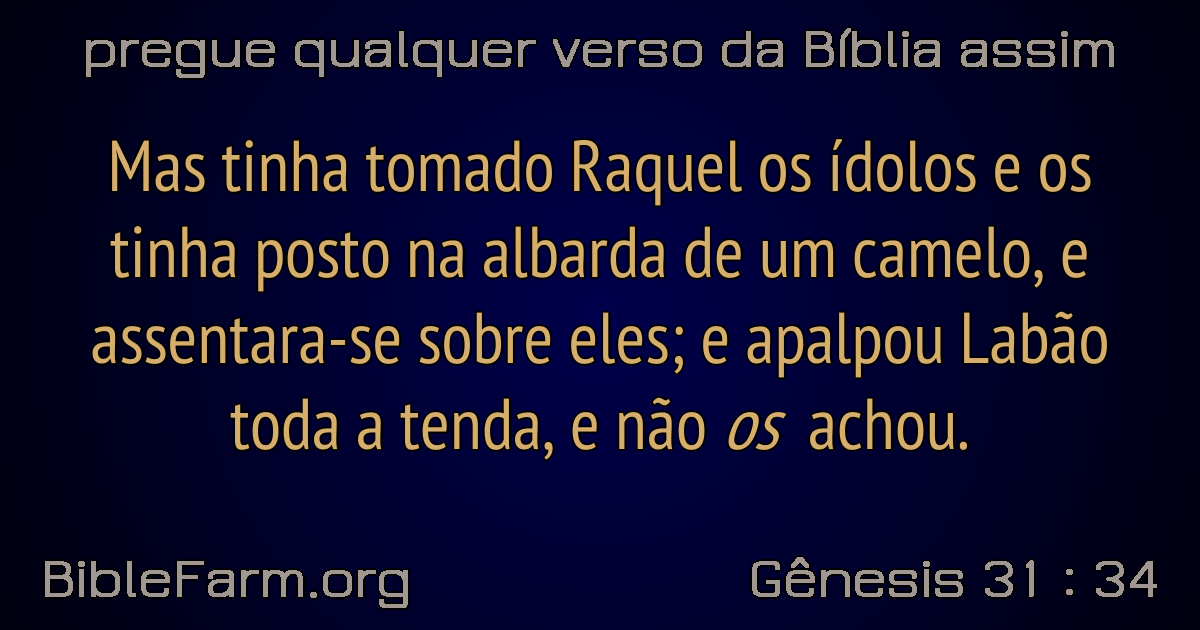 pregue qualquer verso da Bíblia assim
Mas tinha tomado Raquel os ídolos e os
tinha posto na albarda de um camelo, e
assentara-se sobre eles; e apalpou Labão
toda a tenda, e não os achou.
BibleFarm.org
Gênesis 31 : 34